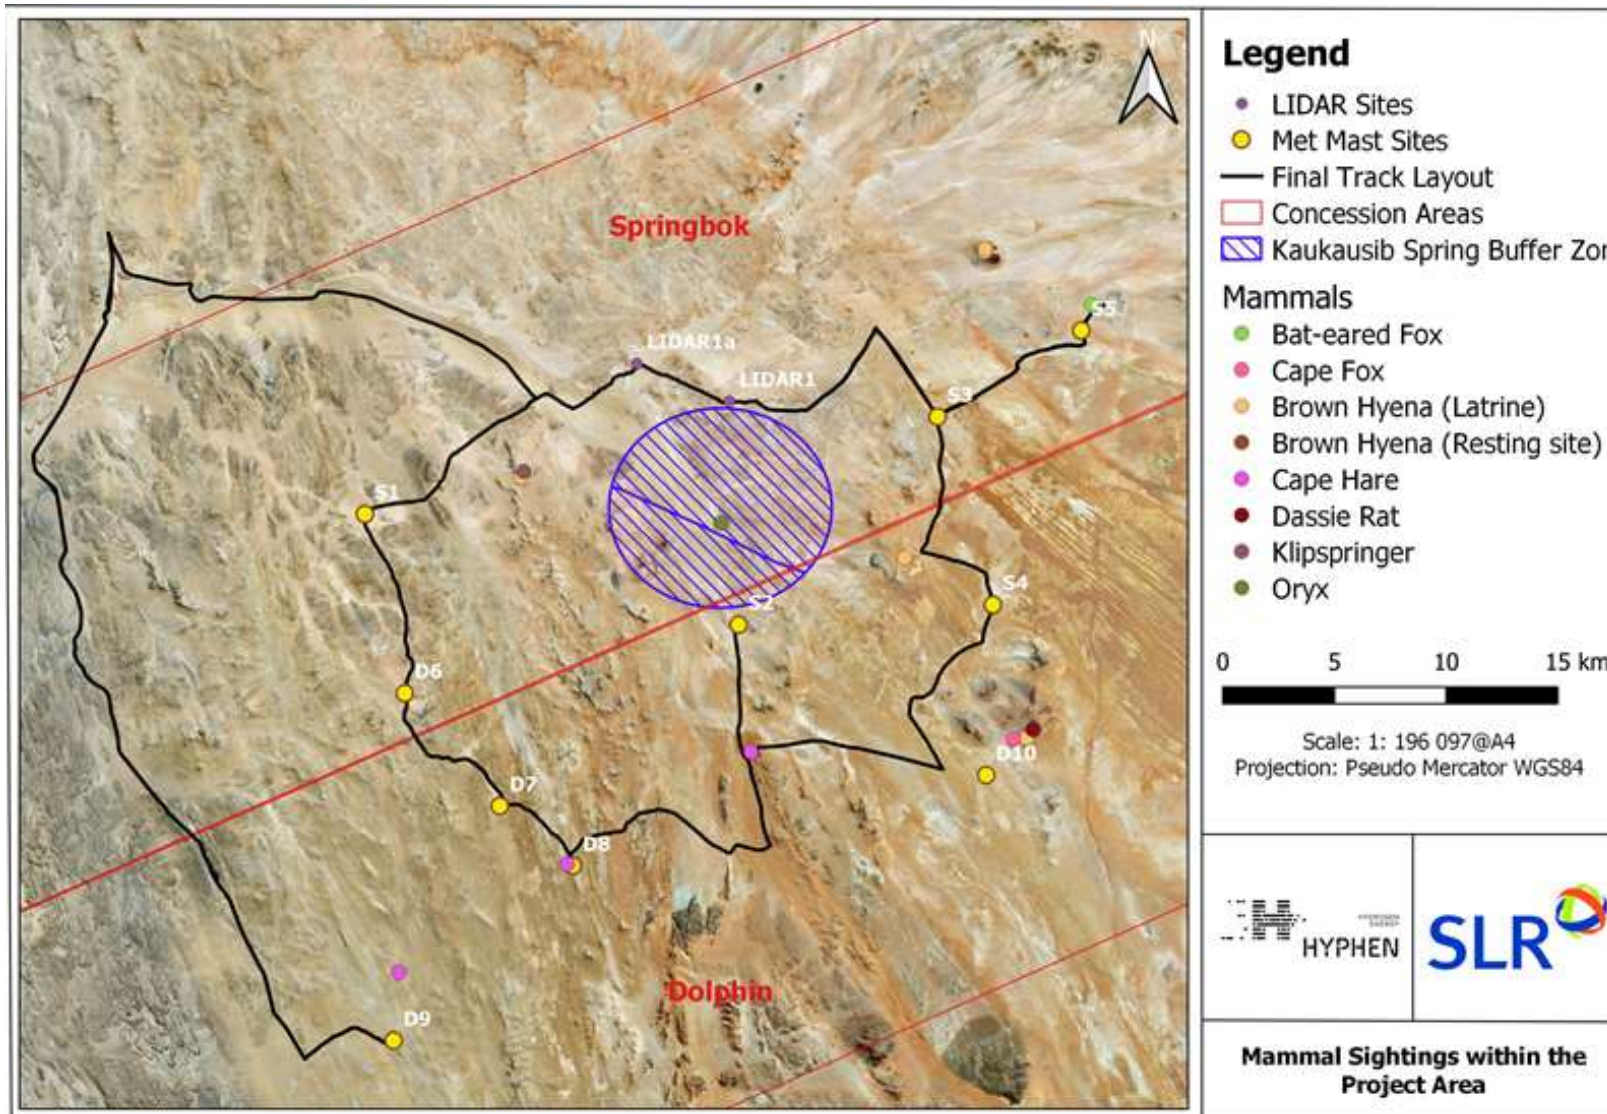 N
Springbok
S5
LIDAR1a
LIDAR1
S3
S1
S2
S4
D6
D10
D7
D8
Dolphin
D9
Legend
LIDAR Sites
Met Mast Sites
Final Track Layout
Concession Areas
Kaukausib Spring Buffer Zon
Mammals
Bat-eared Fox
Cape Fox
Brown Hyena (Latrine)
Brown Hyena (Resting site)
Cape Hare
Dassie Rat
Klipspringer
Oryx
0 5 10 15 km
Scale: 1: 196 097@A4
Projection: Pseudo Mercator WGS84
HYDROGEN
ENERGY
HYPHEN
SLR
Mammal Sightings within the
Project Area